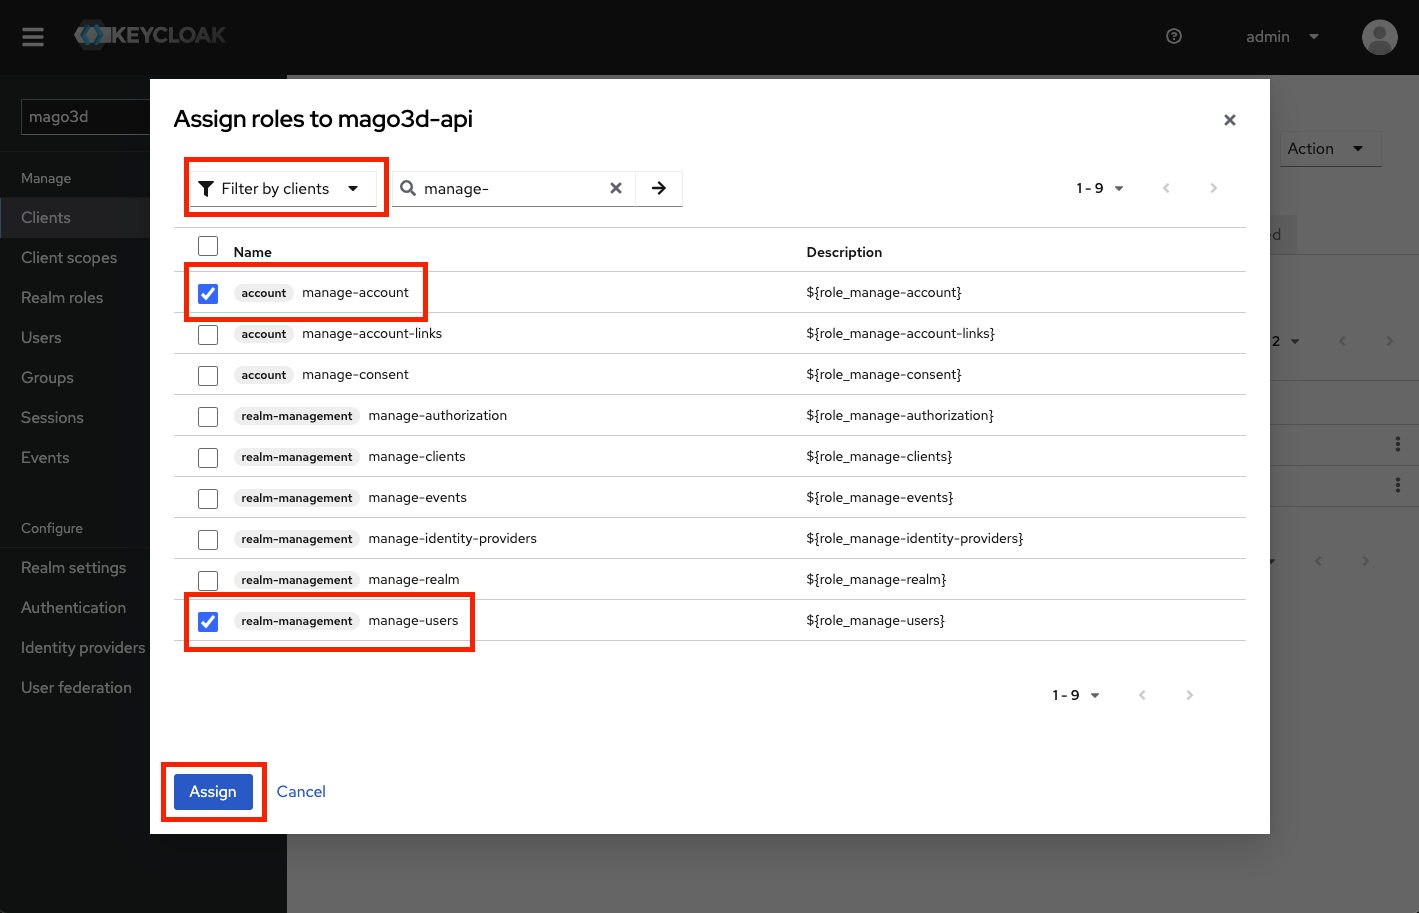 KEYCLOAK
admin
mago3d
Manage
Clients
Client scopes
Realm roles
Users
Groups
Sessions
Events
Configure
Realm settings
Authentication
Identity providers
User federation
Action
ed
2
Assign roles to mago3d-api
Filter by clients
manage-
1 - 9
Name Description
account manage-account ${role_manage-account}
account manage-account-links ${role_manage-account-links}
account manage-consent ${role_manage-consent}
realm-management manage-authorization ${role_manage-authorization}
realm-management manage-clients ${role_manage-clients}
realm-management manage-events ${role_manage-events}
realm-management manage-identity-providers ${role_manage-identity-providers}
realm-management manage-realm ${role_manage-realm}
realm-management manage-users ${role_manage-users}
1 - 9
Assign Cancel